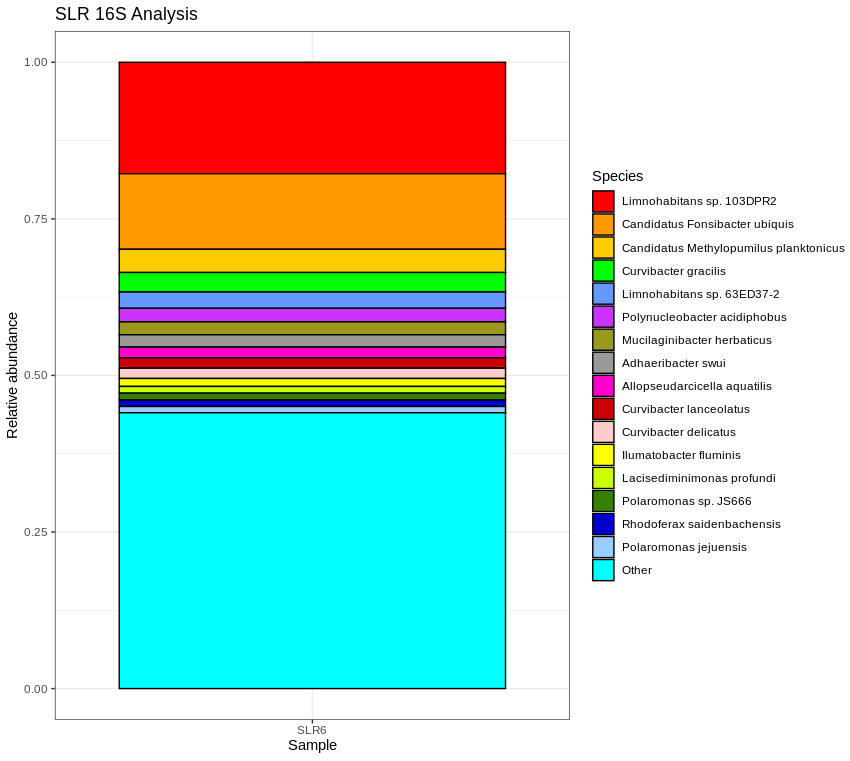 SLR 16S Analysis
1.00
0.75
0.50
0.25
0.00
Relative abundance
SLR6
Sample
Species
Limnohabitans sp. 103DPR2
Candidatus Fonsibacter ubiquis
Candidatus Methylopumilus planktonicus
Curvibacter gracilis
Limnohabitans sp. 63ED37-2
Polynucleobacter acidiphobus
Mucilaginibacter herbaticus
Adhaeribacter swui
Allopseudarcicella aquatilis
Curvibacter lanceolatus
Curvibacter delicatus
Ilumatobacter fluminis
Lacisediminimonas profundi
Polaromonas sp. JS666
Rhodoferax saidenbachensis
Polaromonas jejuensis
Other